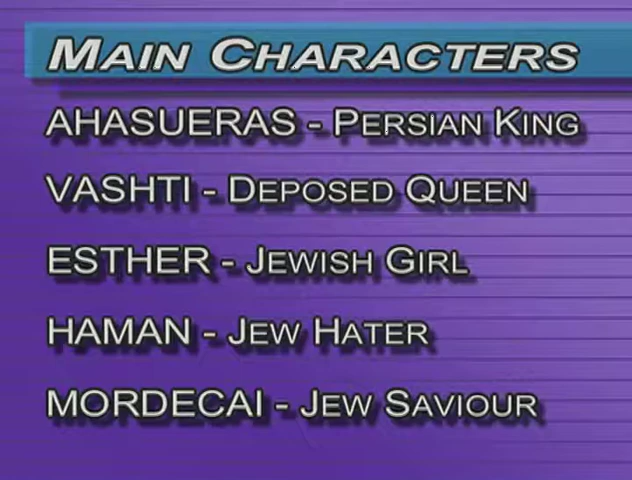 MAIN CHARACTERS
AHASUERAS - PERSIAN KING
VASHTI - DEPOSED QUEEN
ESTHER - JEWISH GIRL
HAMAN - JEW HATER
MORDECAI - JEW SAVIOUR